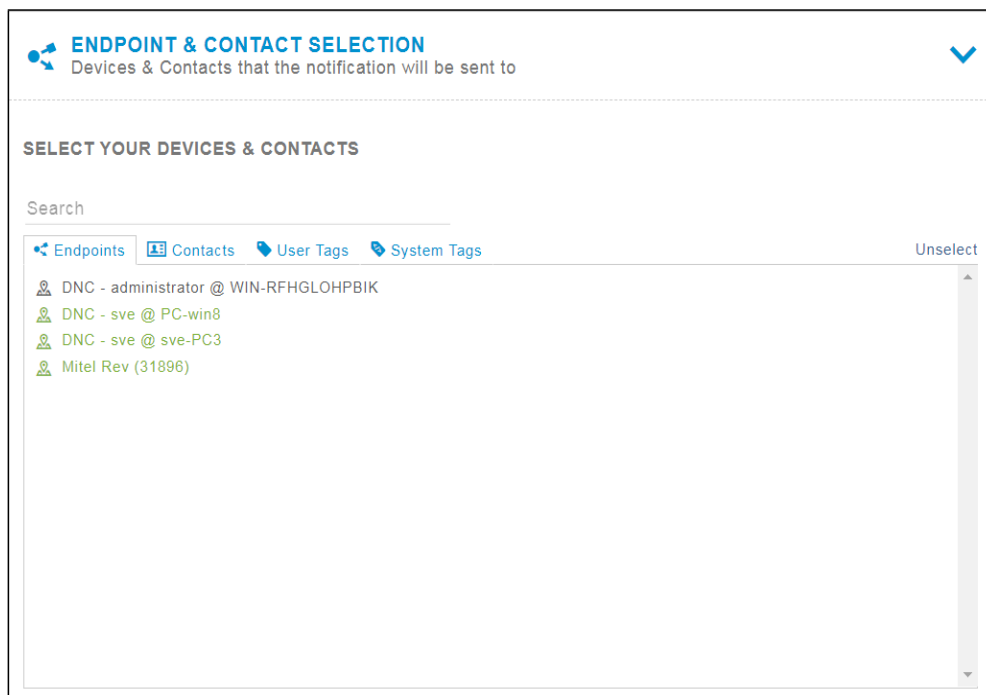 ENDPOINT & CONTACT SELECTION
Devices & Contacts that the notification will be sent to
SELECT YOUR DEVICES & CONTACTS
Search
Endpoints Contacts User Tags System Tags Unselect
DNC - administrator @ WIN-RFHGLOHPBIK
DNC - sve @ PC-win8
DNC - sve @ sve-PC3
Mitel Rev (31896)